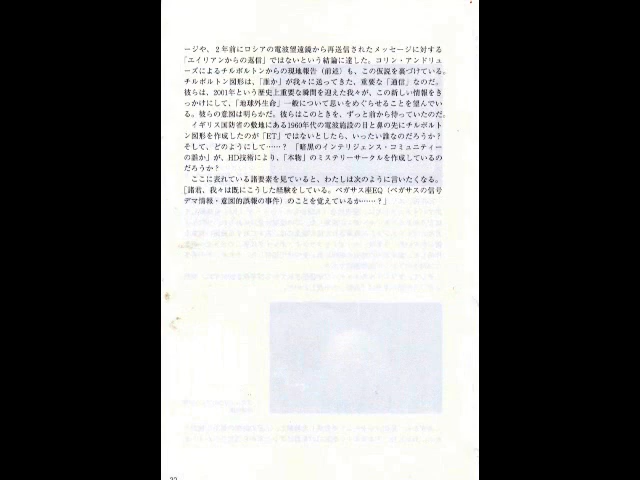 ージや、２年前にロシアの電波望遠鏡から再送信されたメッセージに対する
「エイリアンからの返信」ではないという結論に達した。コリン・アンドリュ
ーズによるチルボルトンからの現地報告（前述）も、この仮説を裏づけている。
チルボルトン図形は、「誰か」が我々に送ってきた、重要な「通信」なのだ。
彼らは、2001年という歴史上重要な瞬間を迎えた我々が、この新しい情報をき
っかけにして、「地球外生命」一般について思いをめぐらせることを望んでい
る。彼らの意図は明らかだ。彼らはこのときを、ずっと前から待っていたのだ。
イギリス国防省の敷地にある1960年代の電波施設の目と鼻の先にチルボルト
ン図形を作成したのが「ET」ではないとしたら、いったい誰なのだろうか？
そして、どのようにして……？　「暗黒のインテリジェンス・コミュニティー
の誰か」が、HD技術により、「本物」のミステリーサークルを作成しているの
だろうか？
ここに表れている諸要素を見ていると、わたしは次のように言いたくなる。
「諸君、我々は既にこうした経験をしている。ペガサス座EQ（ペガサスの信号
デマ情報・意図的誤報の事件）のことを覚えているか……？」